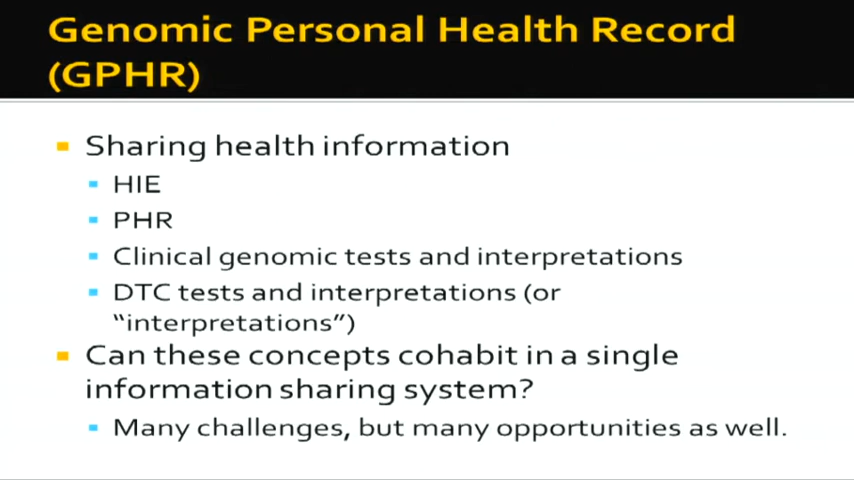 Genomic Personal Health Record
(GPHR)
Sharing health information
HIE
PHR
Clinical genomic tests and interpretations
DTC tests and interpretations (or
“interpretations”)
Can these concepts cohabit in a single
information sharing system?
Many challenges, but many opportunities as well.